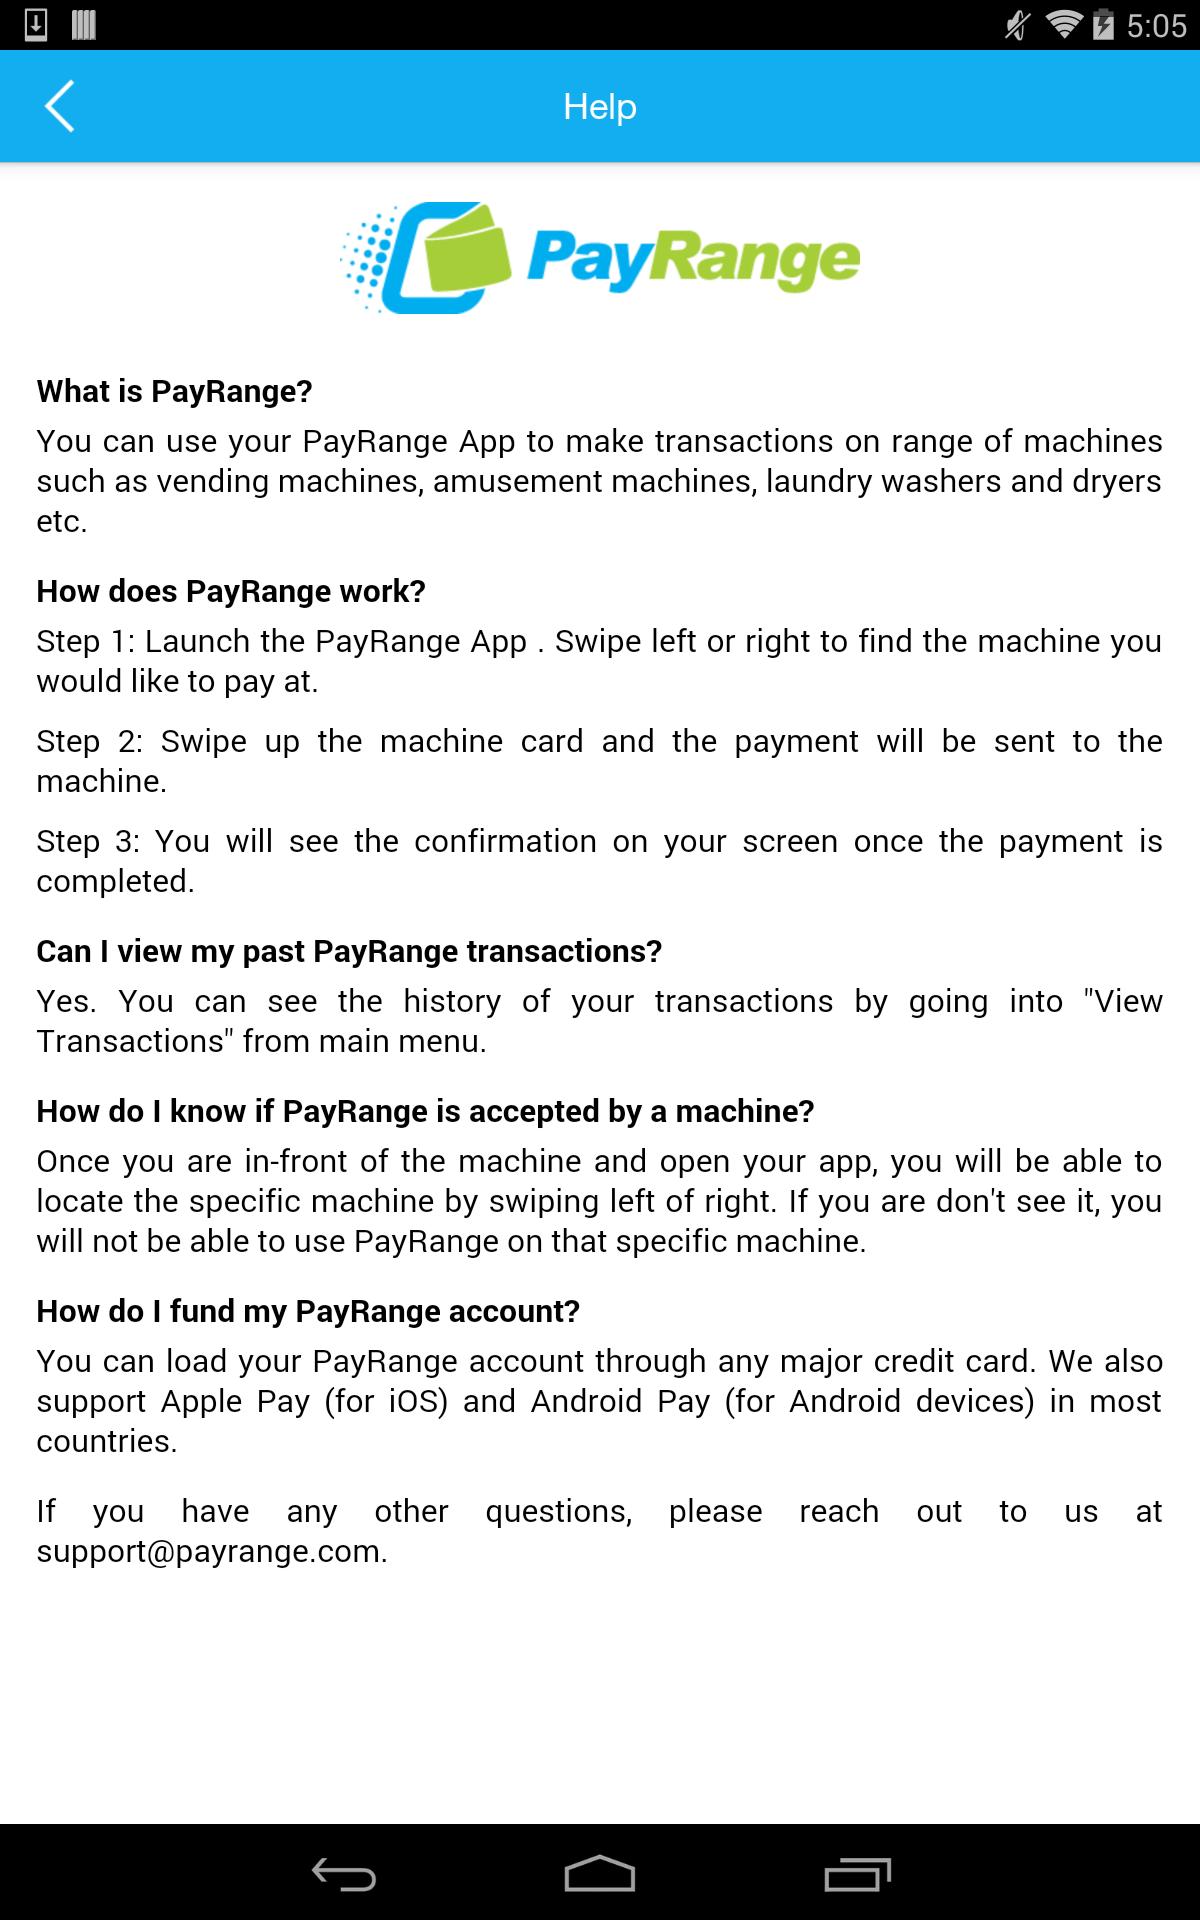 5:05
Help
PayRange
What is PayRange?
You can use your PayRange App to make transactions on range of machines
such as vending machines, amusement machines, laundry washers and dryers
etc.
How does PayRange work?
Step 1: Launch the PayRange App . Swipe left or right to find the machine you
would like to pay at.
Step 2: Swipe up the machine card and the payment will be sent to the
machine.
Step 3: You will see the confirmation on your screen once the payment is
completed.
Can I view my past PayRange transactions?
Yes. You can see the history of your transactions by going into "View
Transactions" from main menu.
How do I know if PayRange is accepted by a machine?
Once you are in-front of the machine and open your app, you will be able to
locate the specific machine by swiping left of right. If you are don't see it, you
will not be able to use PayRange on that specific machine.
How do I fund my PayRange account?
You can load your PayRange account through any major credit card. We also
support Apple Pay (for iOS) and Android Pay (for Android devices) in most
countries.
If you have any other questions, please reach out to us at
support@payrange.com.